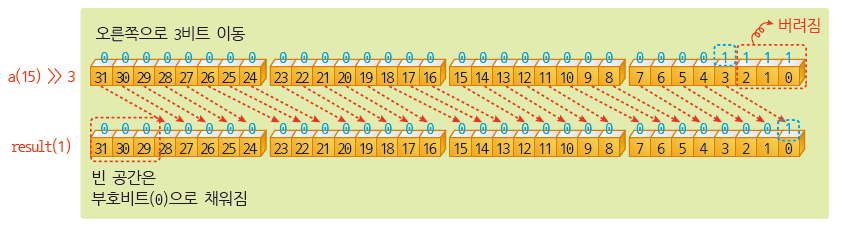 오른쪽으로 3비트 이동
버려짐
0 0 0 0 0 0 0 0 0 0 0 0 0 0 0 0 0 0 0 0 0 0 0 0 0 0 0 0 1 1 1 1
a(15) >> 3 31 30 29 28 27 26 25 24 23 22 21 20 19 18 17 16 15 14 13 12 11 10 9 8 7 6 5 4 3 2 1 0
0 0 0 0 0 0 0 0 0 0 0 0 0 0 0 0 0 0 0 0 0 0 0 0 0 0 0 0 0 0 0 1
result(1) 31 30 29 28 27 26 25 24 23 22 21 20 19 18 17 16 15 14 13 12 11 10 9 8 7 6 5 4 3 2 1 0
빈 공간은
부호비트(0)으로 채워짐